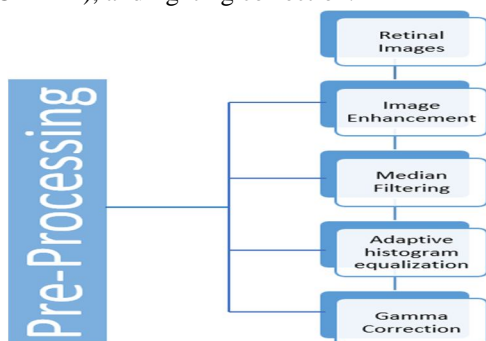 Pre-Processing
Retinal
Images
Image
Enhancement
Median
Filtering
Adaptive
histogram
equalization
Gamma
Correction